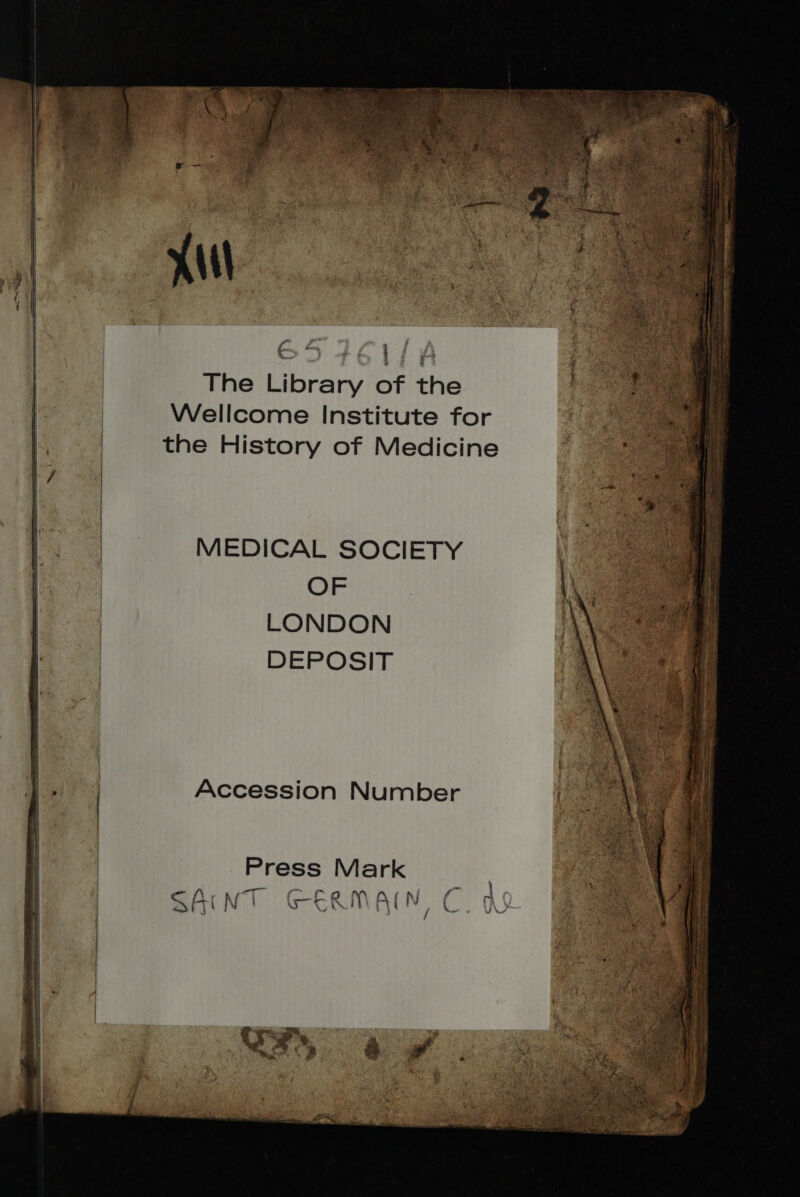 — 2 —
XIII
65761/A
The Library of the
Wellcome Institute for
the History of Medicine
MEDICAL SOCIETY
OF
LONDON
DEPOSIT
Accession Number
Press Mark
SAINT GERMAIN, C. de